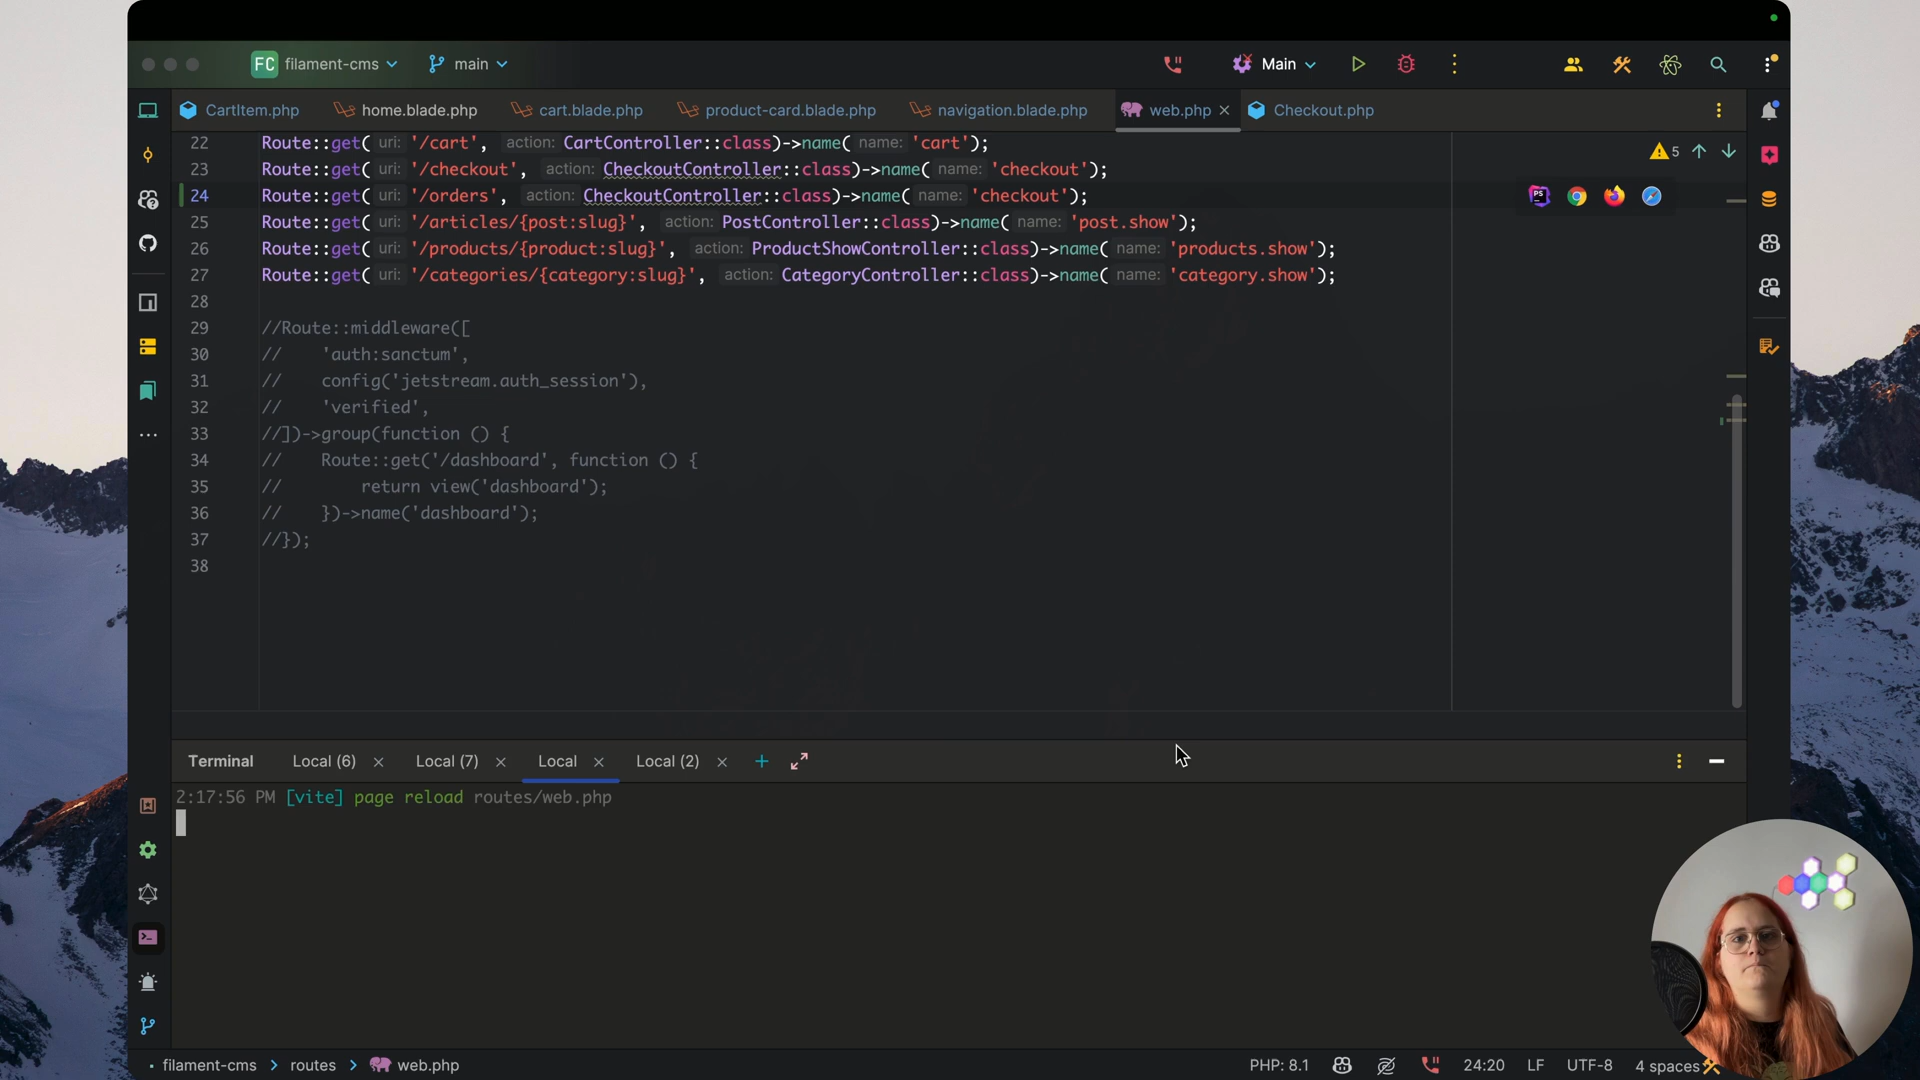 FC filament-cms main Main
CartItem.php home.blade.php cart.blade.php product-card.blade.php navigation.blade.php web.php Checkout.php
22 Route::get( uri: '/cart', action: CartController::class)->name( name: 'cart');
23 Route::get( uri: '/checkout', action: CheckoutController::class)->name( name: 'checkout');
24 Route::get( uri: '/orders', action: CheckoutController::class)->name( name: 'checkout');
25 Route::get( uri: '/articles/{post:slug}', action: PostController::class)->name( name: 'post.show');
26 Route::get( uri: '/products/{product:slug}', action: ProductShowController::class)->name( name: 'products.show');
27 Route::get( uri: '/categories/{category:slug}', action: CategoryController::class)->name( name: 'category.show');
28
29 //Route::middleware([
30 //    'auth:sanctum',
31 //    config('jetstream.auth_session'),
32 //    'verified',
33 //])->group(function () {
34 //    Route::get('/dashboard', function () {
35 //        return view('dashboard');
36 //    })->name('dashboard');
37 //});
38
5
PS
Terminal Local (6) Local (7) Local Local (2)
2:17:56 PM [vite] page reload routes/web.php
filament-cms routes web.php PHP: 8.1 24:20 LF UTF-8 4 spaces